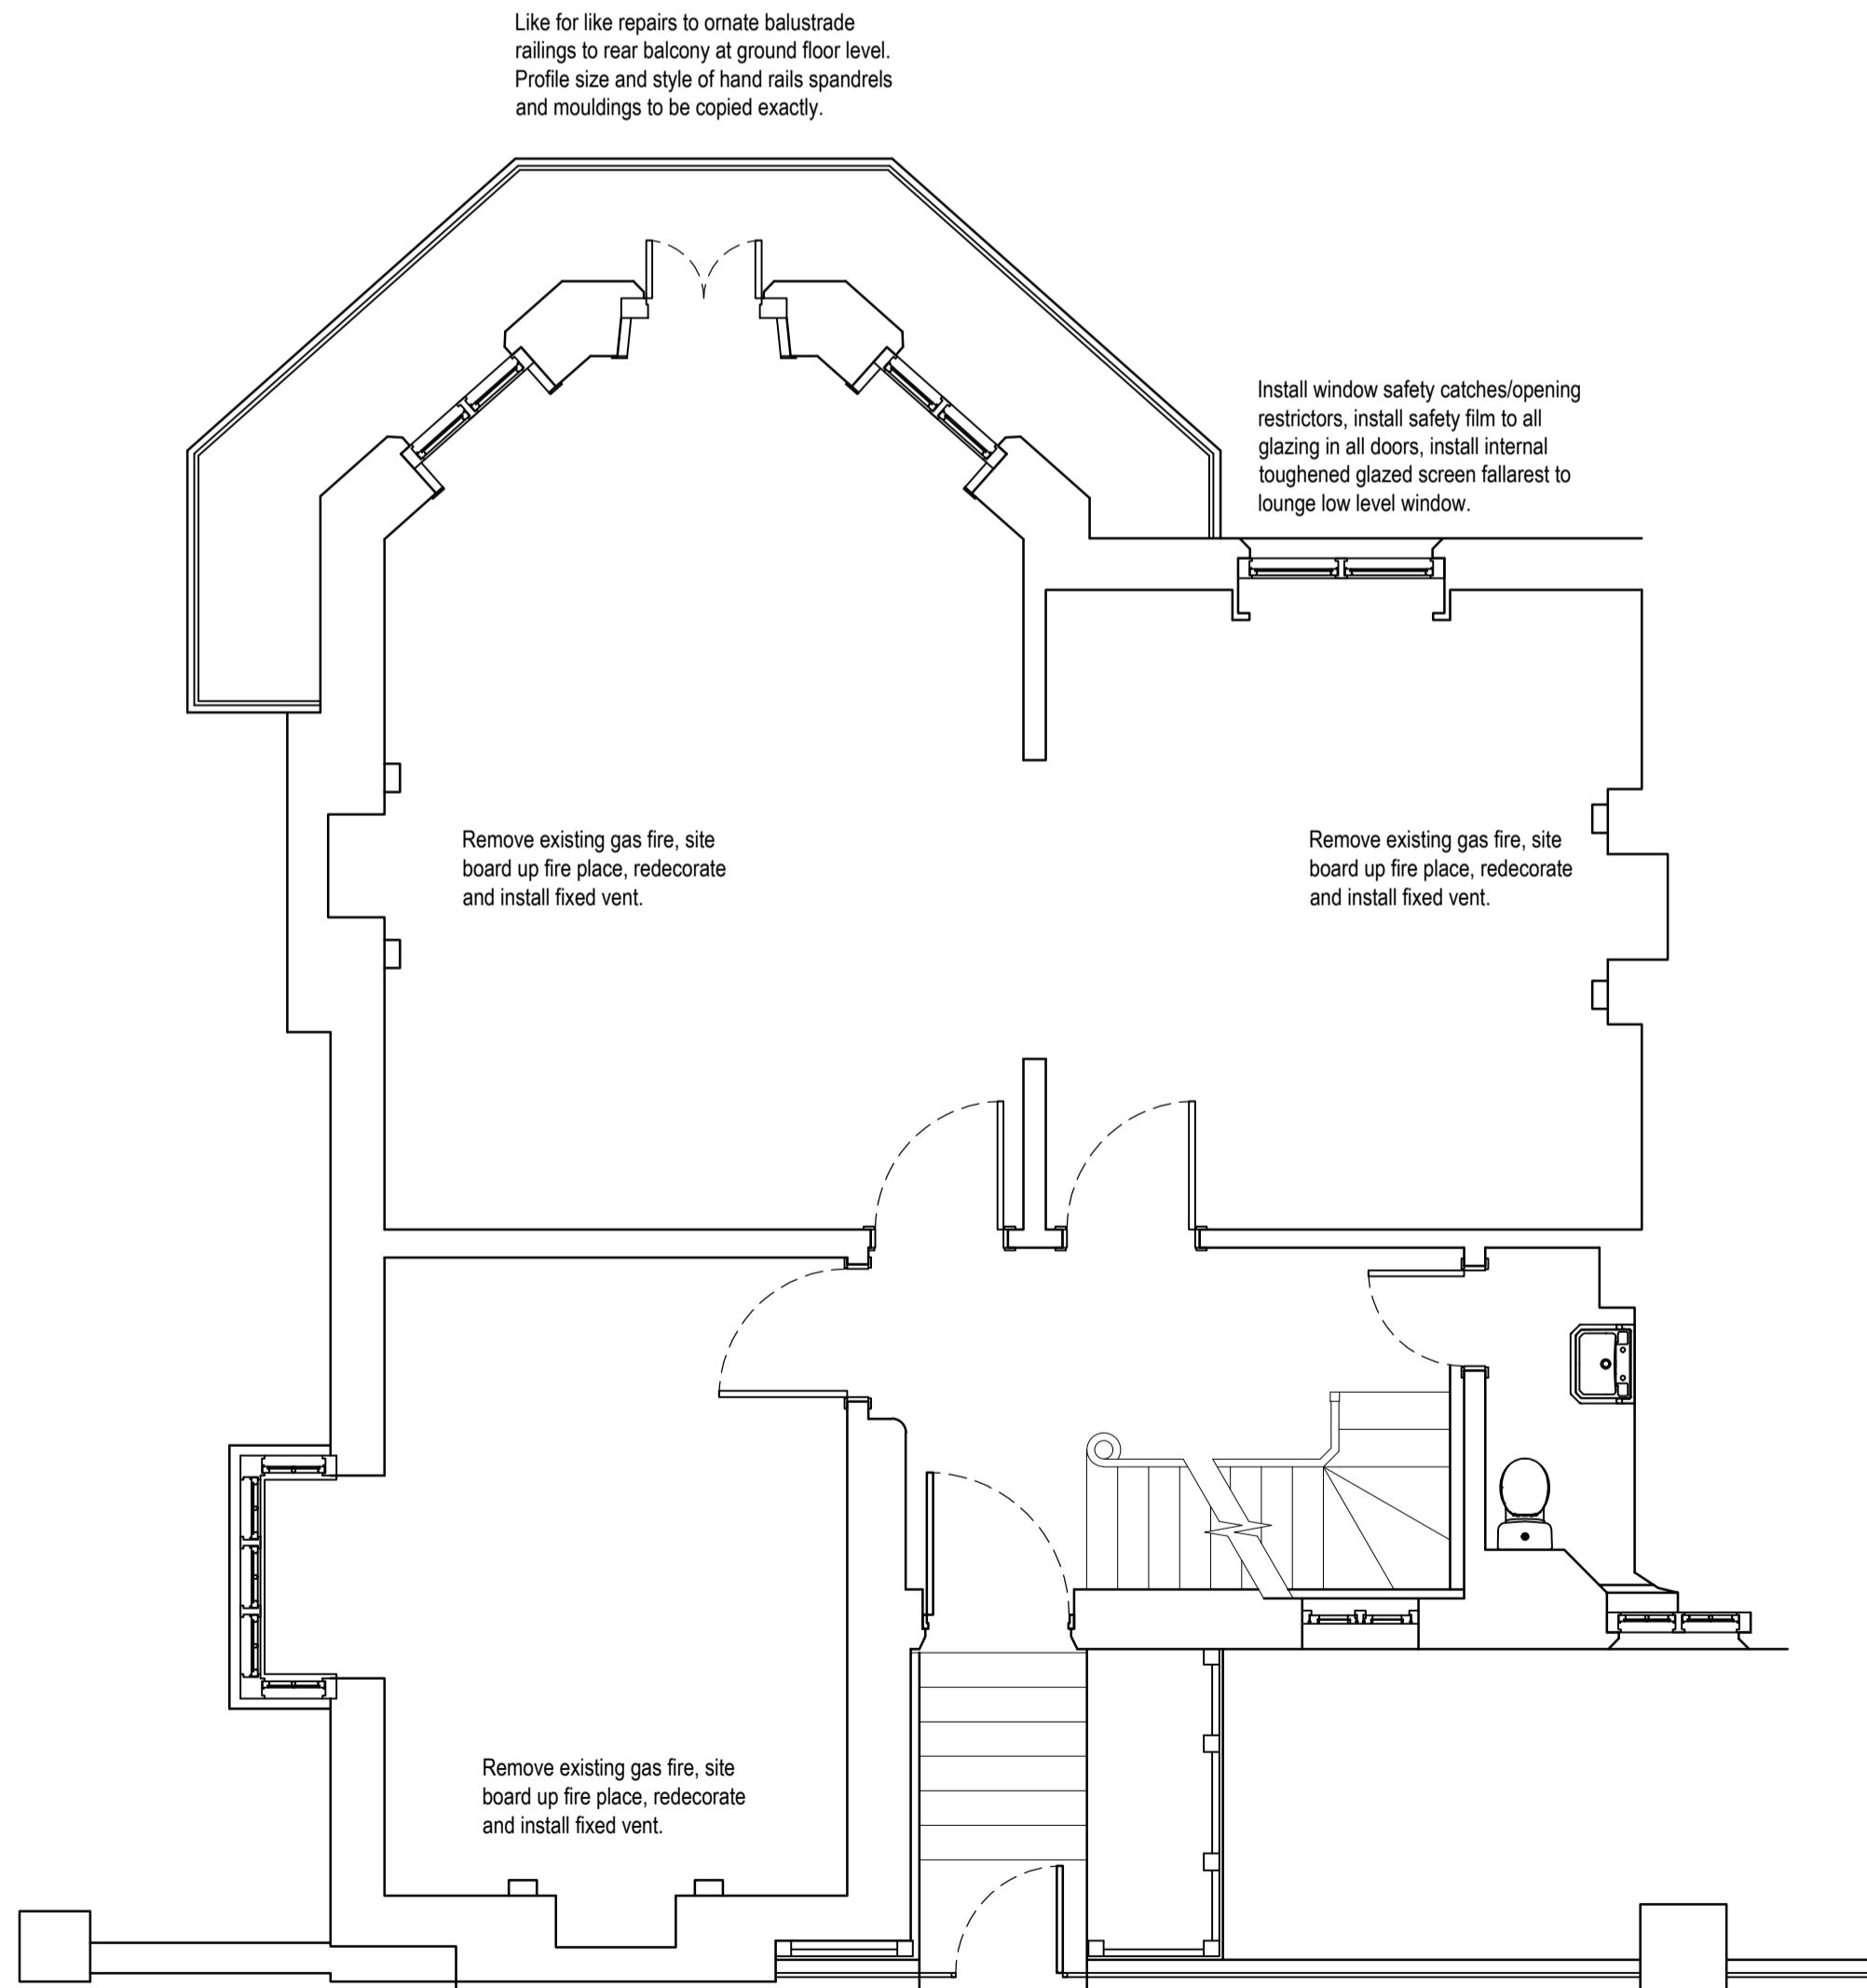 Like for like repairs to ornate balustrade
railings to rear balcony at ground floor level.
Profile size and style of hand rails spandrels
and mouldings to be copied exactly.
Install window safety catches/opening
restrictors, install safety film to all
glazing in all doors, install internal
toughened glazed screen fallarest to
lounge low level window.
Remove existing gas fire, site
board up fire place, redecorate
and install fixed vent.
Remove existing gas fire, site
board up fire place, redecorate
and install fixed vent.
Remove existing gas fire, site
board up fire place, redecorate
and install fixed vent.